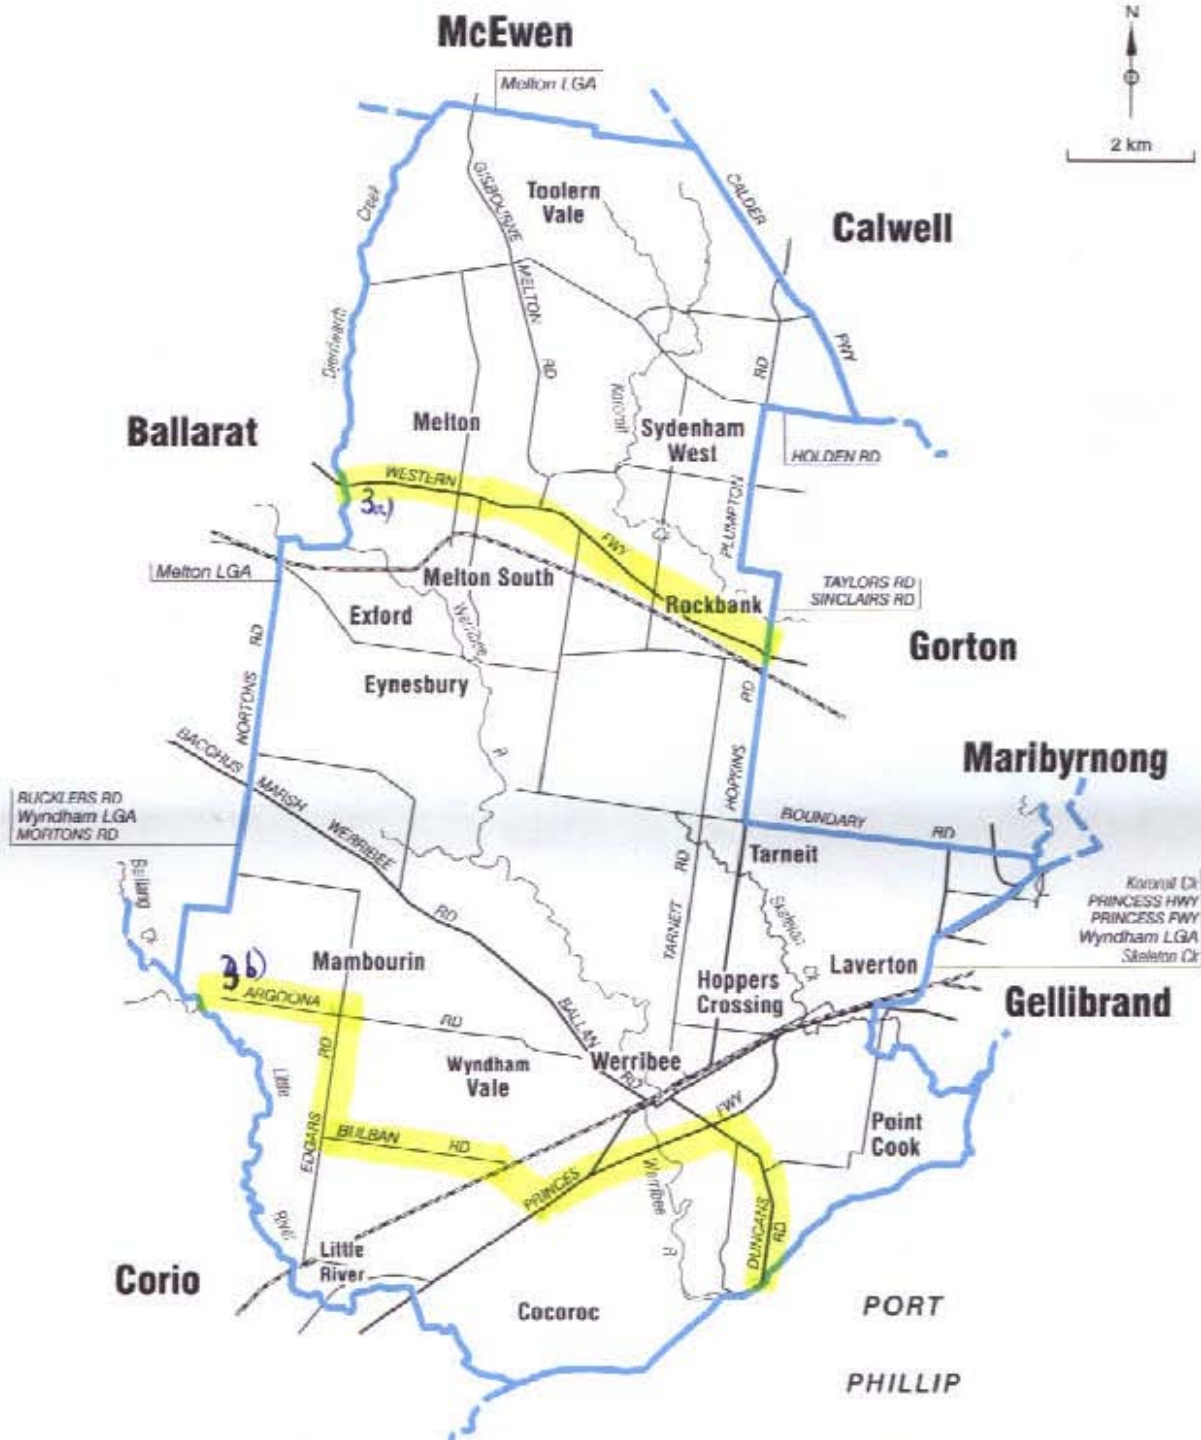 McEwen
N
Melton LGA
2 km
GISBOURNE
Toolern
Vale
CALDER
Creek
Calwell
MELTON
Djerriwarrh
FWY
RD
RD
Kororoit
Ballarat
Melton
Sydenham
West
HOLDEN RD
WESTERN
3a)
PLUMPTON
FWY
Melton LGA
Melton South
TAYLORS RD
SINCLAIRS RD
Rockbank
Exford
Werribee
RD
Gorton
Eynesbury
RD
NORTONS
R
BACCHUS
MARSH
HOPKINS
Maribyrnong
BUCKLERS RD
Wyndham LGA
MORTONS RD
WERRIBEE
BOUNDARY
RD
Tarneit
RD
Balliang
Ck
RD
Skeleton
Ck
Kororoit Ck
PRINCESS HWY
PRINCESS FWY
Wyndham LGA
Skeleton Ck
TARNEIT
3b)
Mambourin
Laverton
Hoppers
Crossing
ARGOONA
RD
BALLAN
RD
Gellibrand
RD
Wyndham
Vale
Werribee
Little
FWY
Point
Cook
EDGARS
BULBAN
RD
PRINCES
Werribee
R
River
DUNCANS
RD
Little
River
Corio
Cocoroc
PORT
PHILLIP